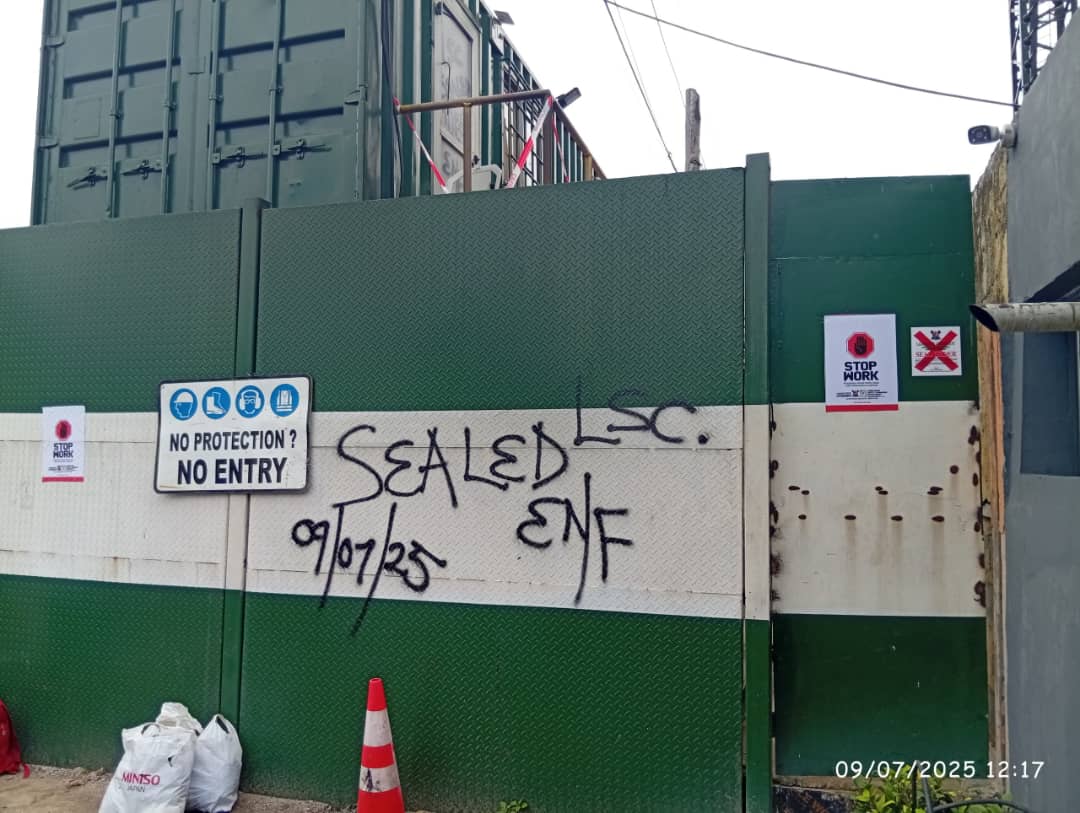 STOP
WORK
NO PROTECTION ?
NO ENTRY
SEALED LSC.
09/07/25 ENF
STOP
WORK
MINISO
JAPAN
09/07/2025 12:17